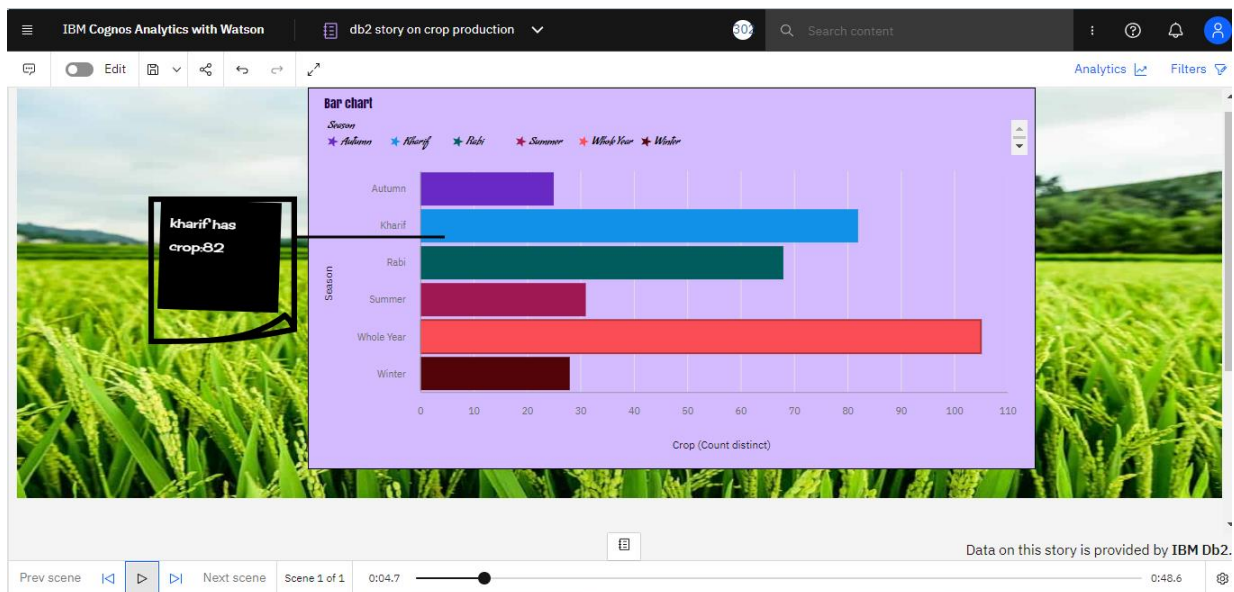 IBM Cognos Analytics with Watson
db2 story on crop production
302
Search content
Edit
Analytics
Filters
Bar chart
Season
Autumn Kharif Rabi Summer Whole Year Winter
kharif has
crop:82
Season
Autumn
Kharif
Rabi
Summer
Whole Year
Winter
0 10 20 30 40 50 60 70 80 90 100 110
Crop (Count distinct)
Data on this story is provided by IBM Db2.
Prev scene Next scene Scene 1 of 1 0:04.7 0:48.6